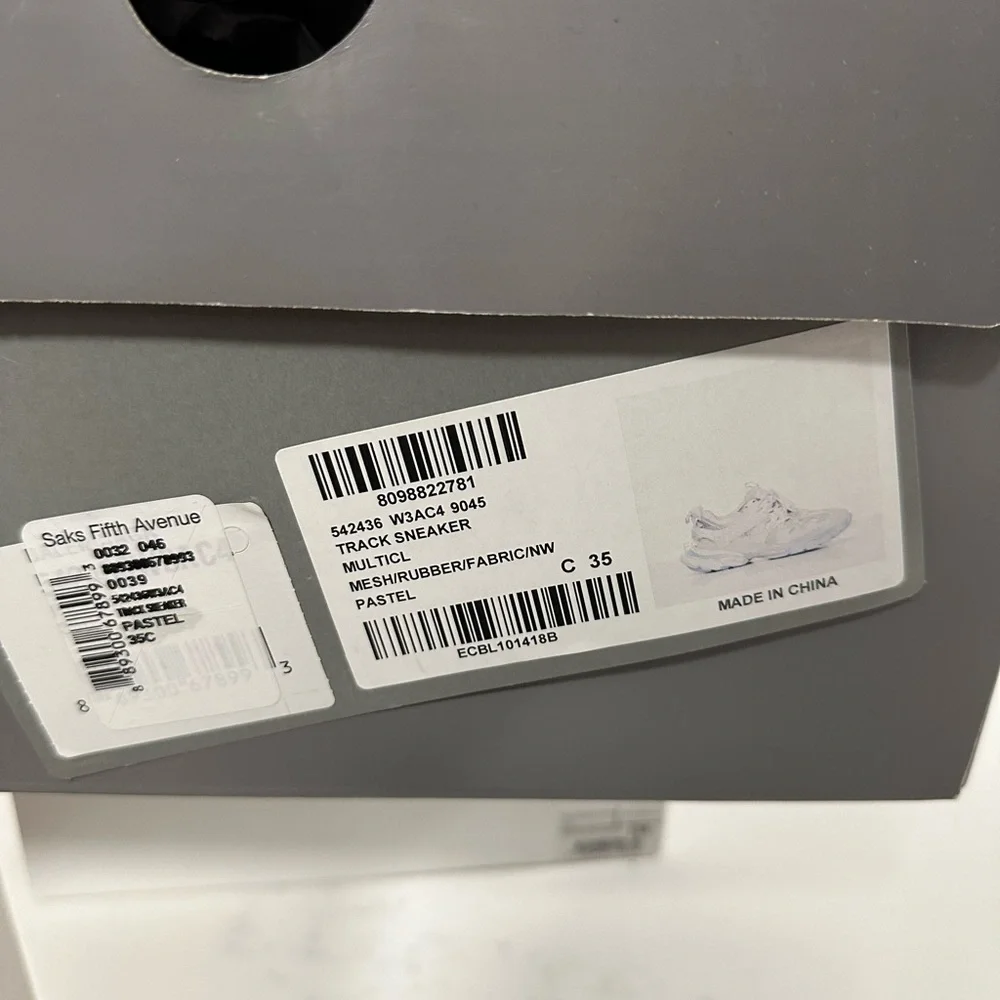 Saks Fifth Avenue
0032 046
0039
PASTEL
35C
3
8
8098822781
542436 W3AC4 9045
TRACK SNEAKER
MULTICL
MESH/RUBBER/FABRIC/NW
PASTEL
C 35
ECBL101418B
MADE IN CHINA